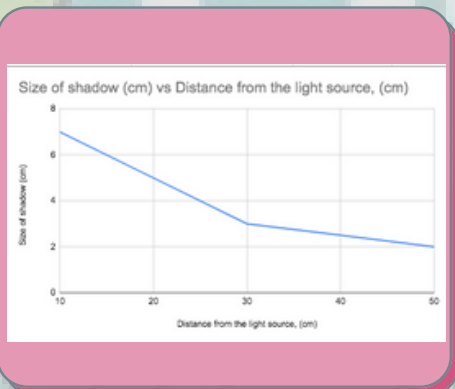 Size of shadow (cm) vs Distance from the light source, (cm)
8
6
4
2
0
Size of shadow (cm)
10 20 30 40 50
Distance from the light source, (cm)